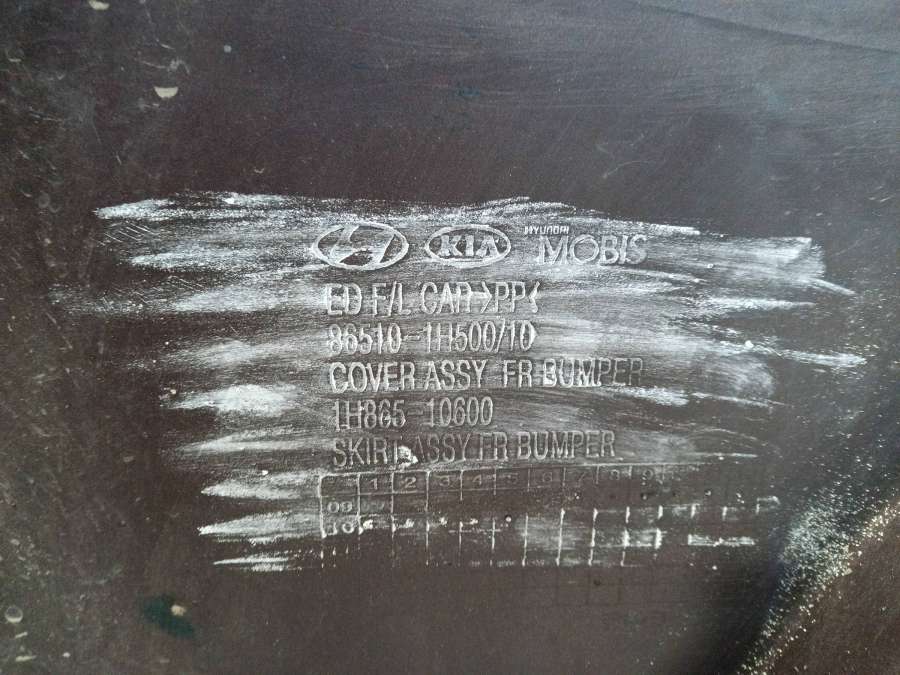 KIA HYUNDAI MOBIS
ED F/L CAR >PP<
86510-1H500/10
COVER ASSY FR BUMPER
1H865-10600
SKIRT ASSY FR BUMPER
1 2 3 4 5 6 7 8 9
09
10